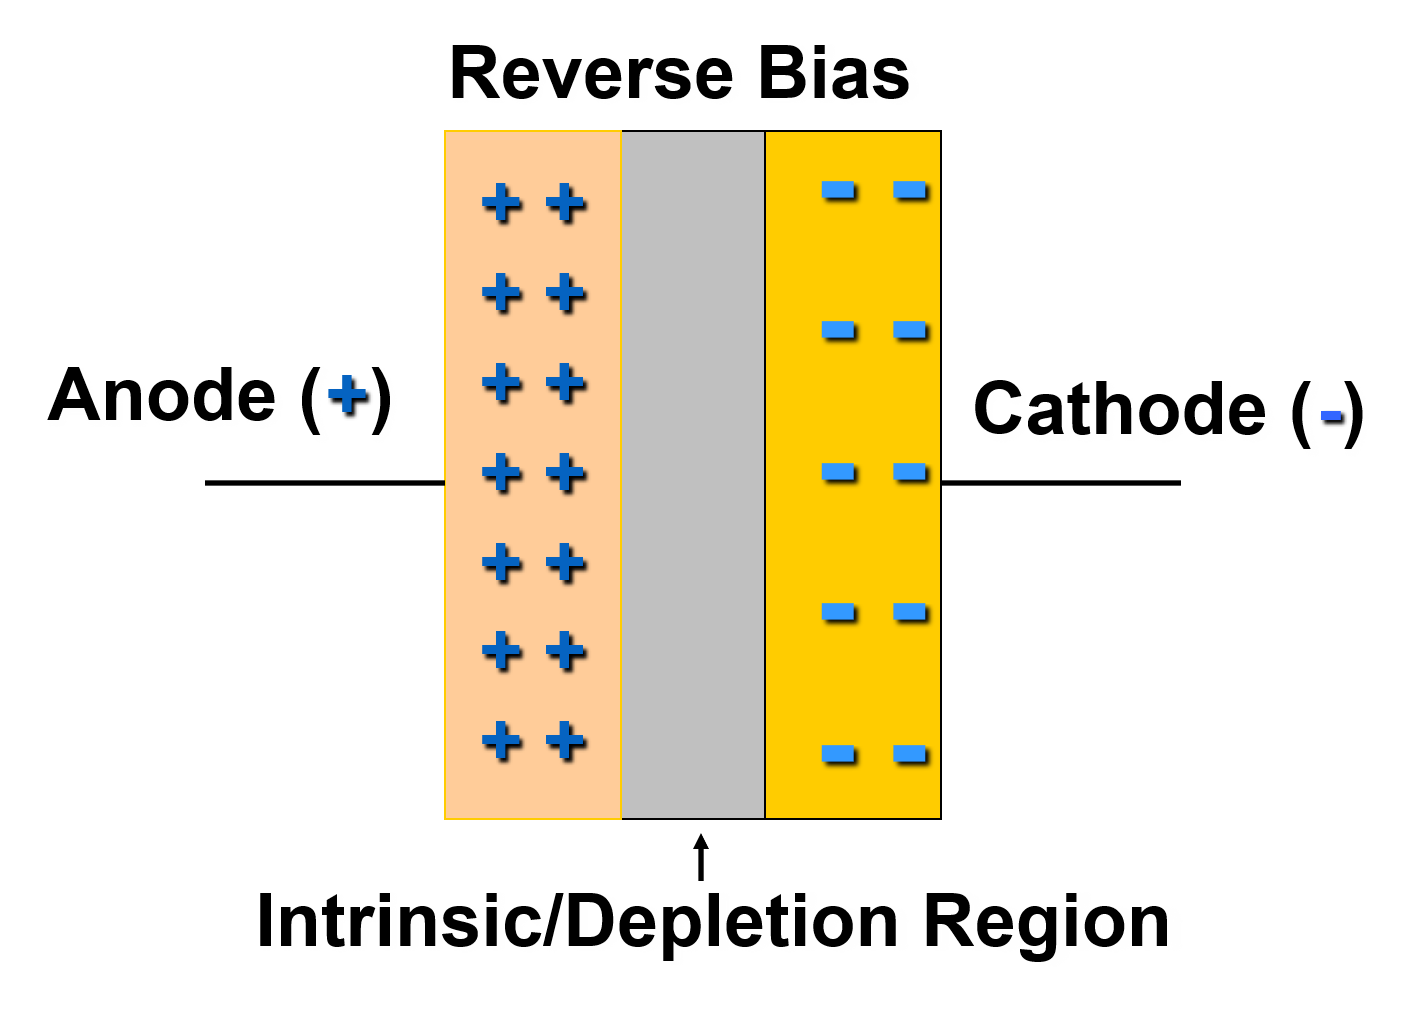 Reverse Bias
+ + - -
+ +
+ + - -
Anode (+)
Cathode (-)
+ +
+ + - -
+ +
+ + - -
+ +
- -
Intrinsic/Depletion Region